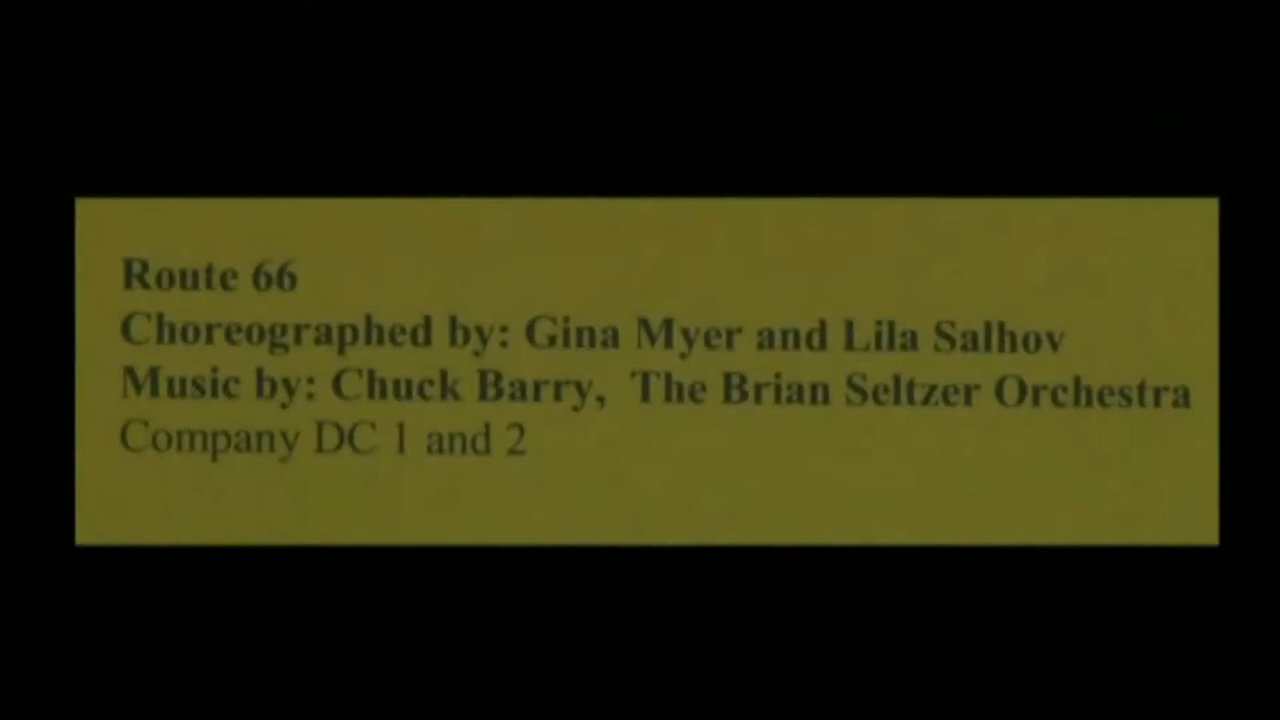 Route 66
Choreographed by: Gina Myer and Lila Salhov
Music by: Chuck Barry, The Brian Seltzer Orchestra
Company DC 1 and 2